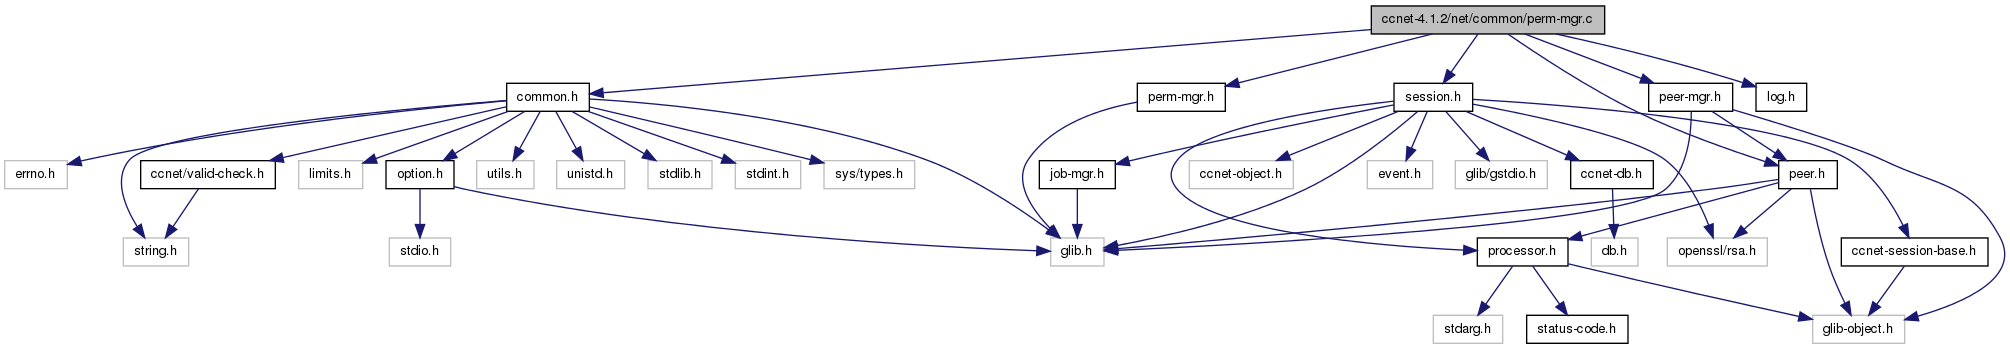 ccnet-4.1.2/net/common/perm-mgr.c
common.h
perm-mgr.h
session.h
peer-mgr.h
log.h
errno.h
ccnet/valid-check.h
limits.h
option.h
utils.h
unistd.h
stdlib.h
stdint.h
sys/types.h
job-mgr.h
ccnet-object.h
event.h
glib/gstdio.h
ccnet-db.h
peer.h
string.h
stdio.h
glib.h
processor.h
db.h
openssl/rsa.h
ccnet-session-base.h
stdarg.h
status-code.h
glib-object.h